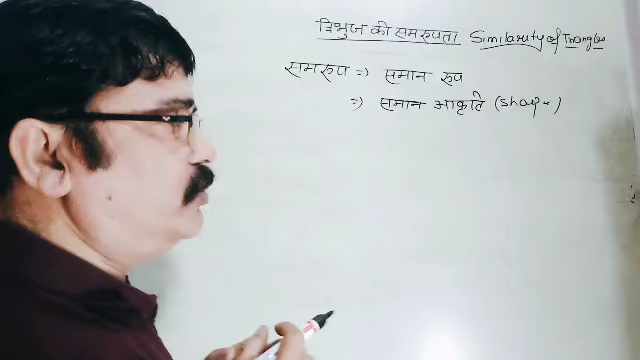 त्रिभुज की समरुपता Similarity of Triangles
समरुप => समान रुप
=> समान आकृति (shape)